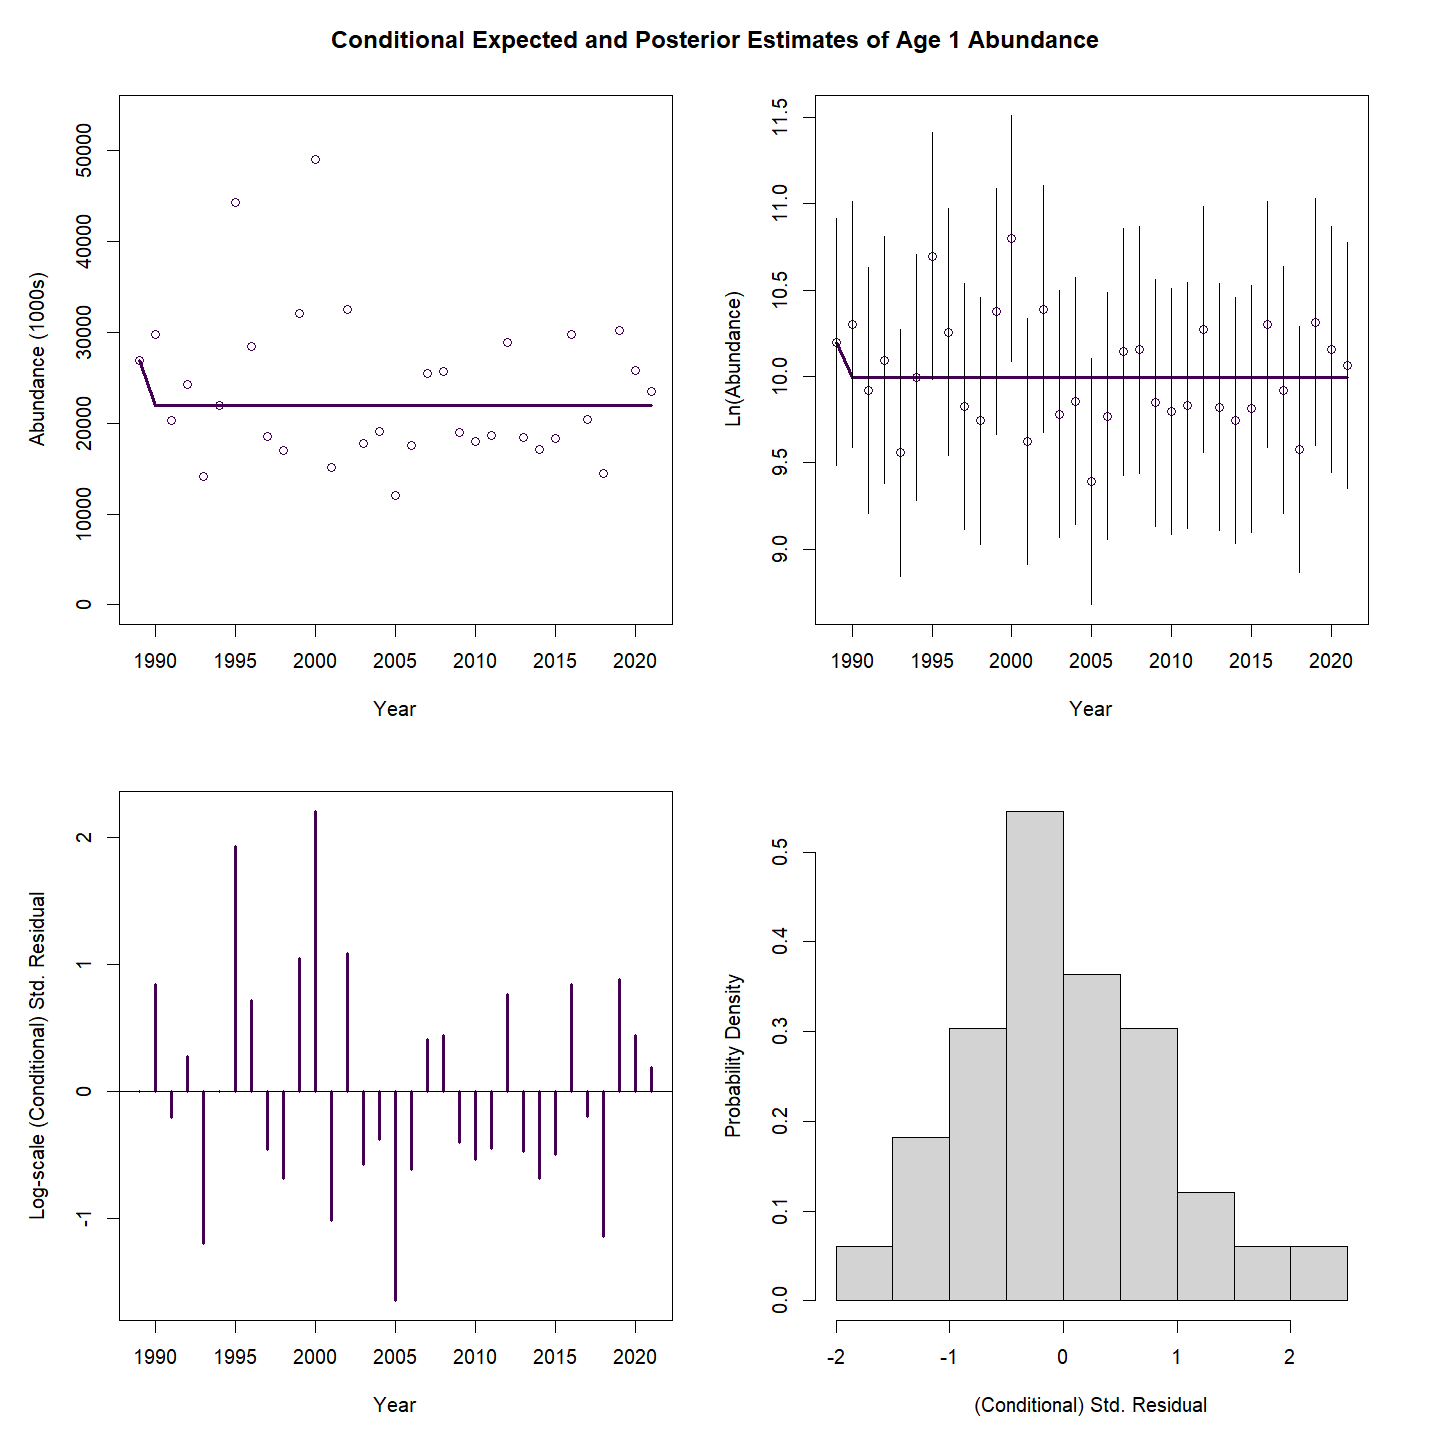 Conditional Expected and Posterior Estimates of Age 1 Abundance
Abundance (1000s)
50000
40000
30000
20000
10000
0
1990 1995 2000 2005 2010 2015 2020
Year
Ln(Abundance)
11.5
11.0
10.5
10.0
9.5
9.0
1990 1995 2000 2005 2010 2015 2020
Year
Log-scale (Conditional) Std. Residual
2
1
0
-1
1990 1995 2000 2005 2010 2015 2020
Year
Probability Density
0.5
0.4
0.3
0.2
0.1
0.0
-2 -1 0 1 2
(Conditional) Std. Residual